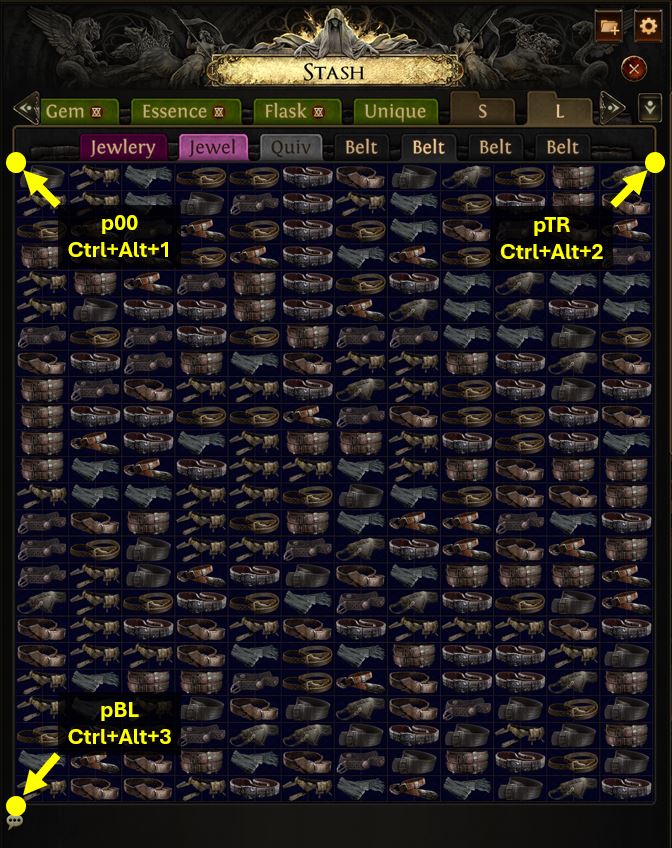 STASH
Gem
Essence
Flask
Unique
S
L
Jewlery
Jewel
Quiv
Belt
Belt
Belt
Belt
p00
Ctrl+Alt+1
pTR
Ctrl+Alt+2
pBL
Ctrl+Alt+3